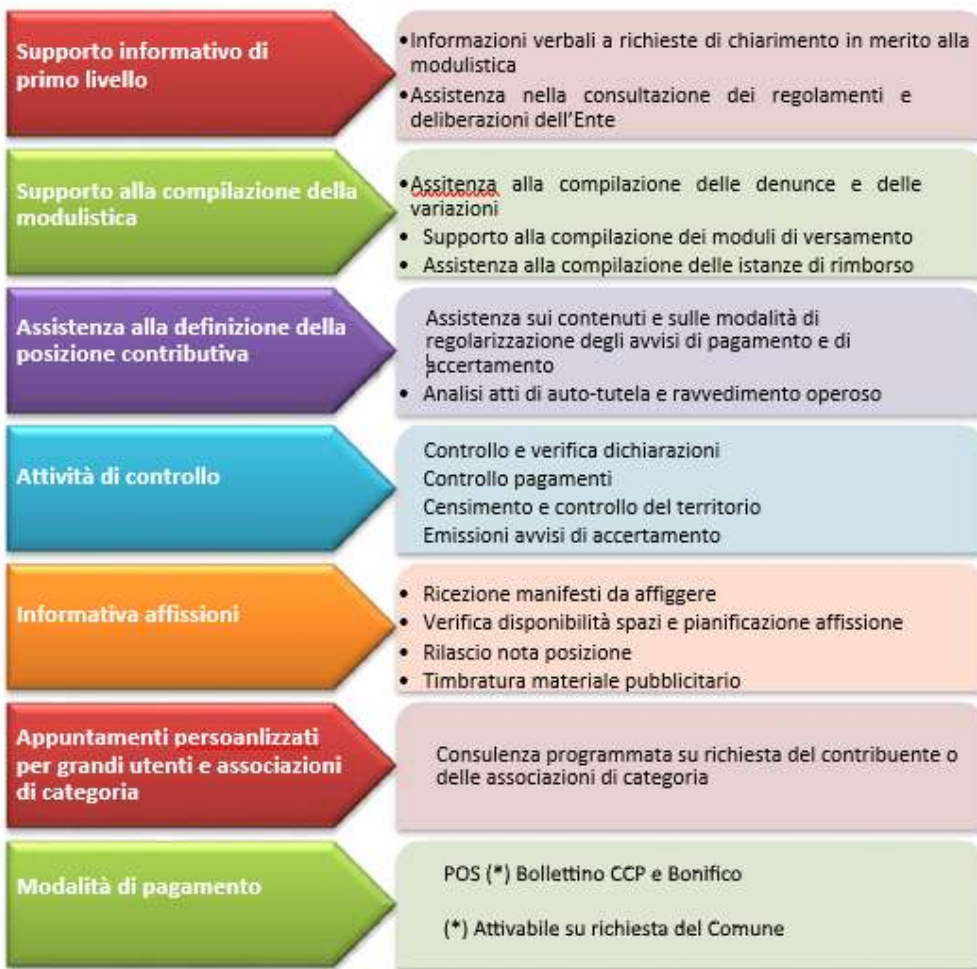 Supporto informativo di
primo livello
•Informazioni verbali a richieste di chiarimento in merito alla
modulistica
•Assistenza nella consultazione dei regolamenti e
deliberazioni dell'Ente
Supporto alla compilazione della
modulistica
•Assitenza alla compilazione delle denunce e delle
variazioni
• Supporto alla compilazione dei moduli di versamento
• Assistenza alla compilazione delle istanze di rimborso
Assistenza alla definizione della
posizione contributiva
Assistenza sui contenuti e sulle modalità di
regolarizzazione degli avvisi di pagamento e di
accertamento
• Analisi atti di auto-tutela e ravvedimento operoso
Attività di controllo
Controllo e verifica dichiarazioni
Controllo pagamenti
Censimento e controllo del territorio
Emissioni avvisi di accertamento
Informativa affissioni
• Ricezione manifesti da affiggere
• Verifica disponibilità spazi e pianificazione affissione
• Rilascio nota posizione
• Timbratura materiale pubblicitario
Appuntamenti persoanlizzati
per grandi utenti e associazioni
di categoria
Consulenza programmata su richiesta del contribuente o
delle associazioni di categoria
Modalità di pagamento
POS (*) Bollettino CCP e Bonifico
(*) Attivabile su richiesta del Comune